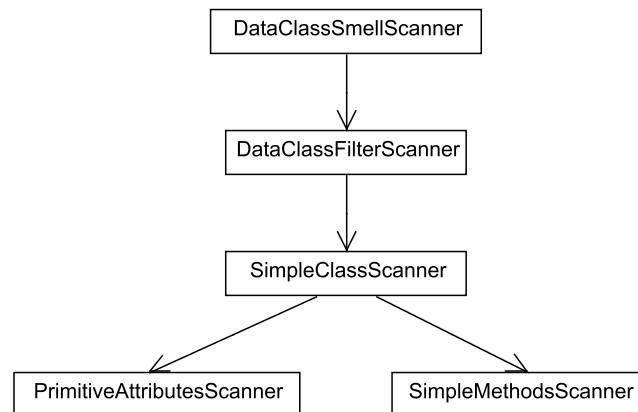 DataClassSmellScanner
DataClassFilterScanner
SimpleClassScanner
PrimitiveAttributesScanner
SimpleMethodsScanner